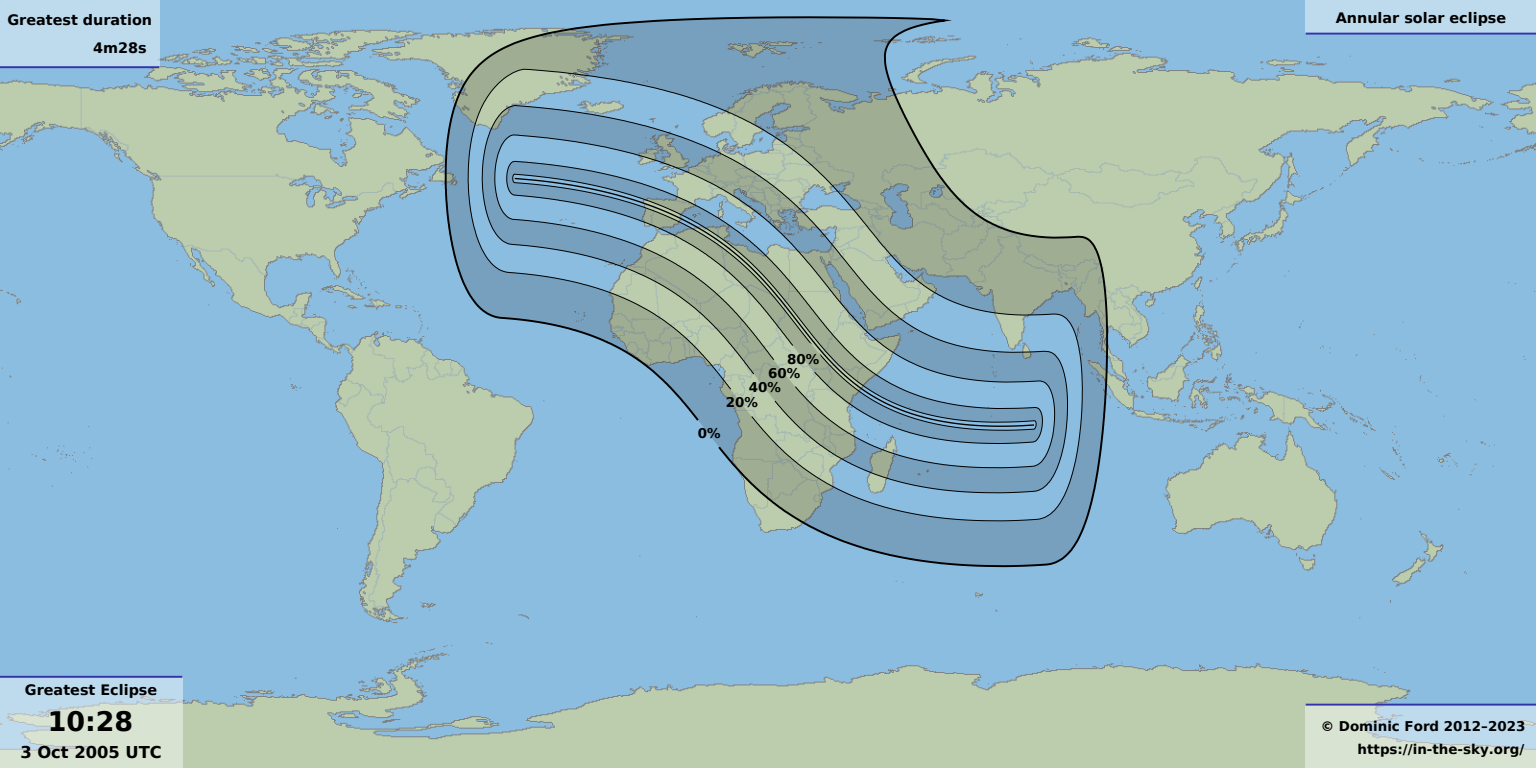 Greatest duration
4m28s
Annular solar eclipse
80%
60%
40%
20%
0%
Greatest Eclipse
10:28
3 Oct 2005 UTC
© Dominic Ford 2012–2023
https://in-the-sky.org/